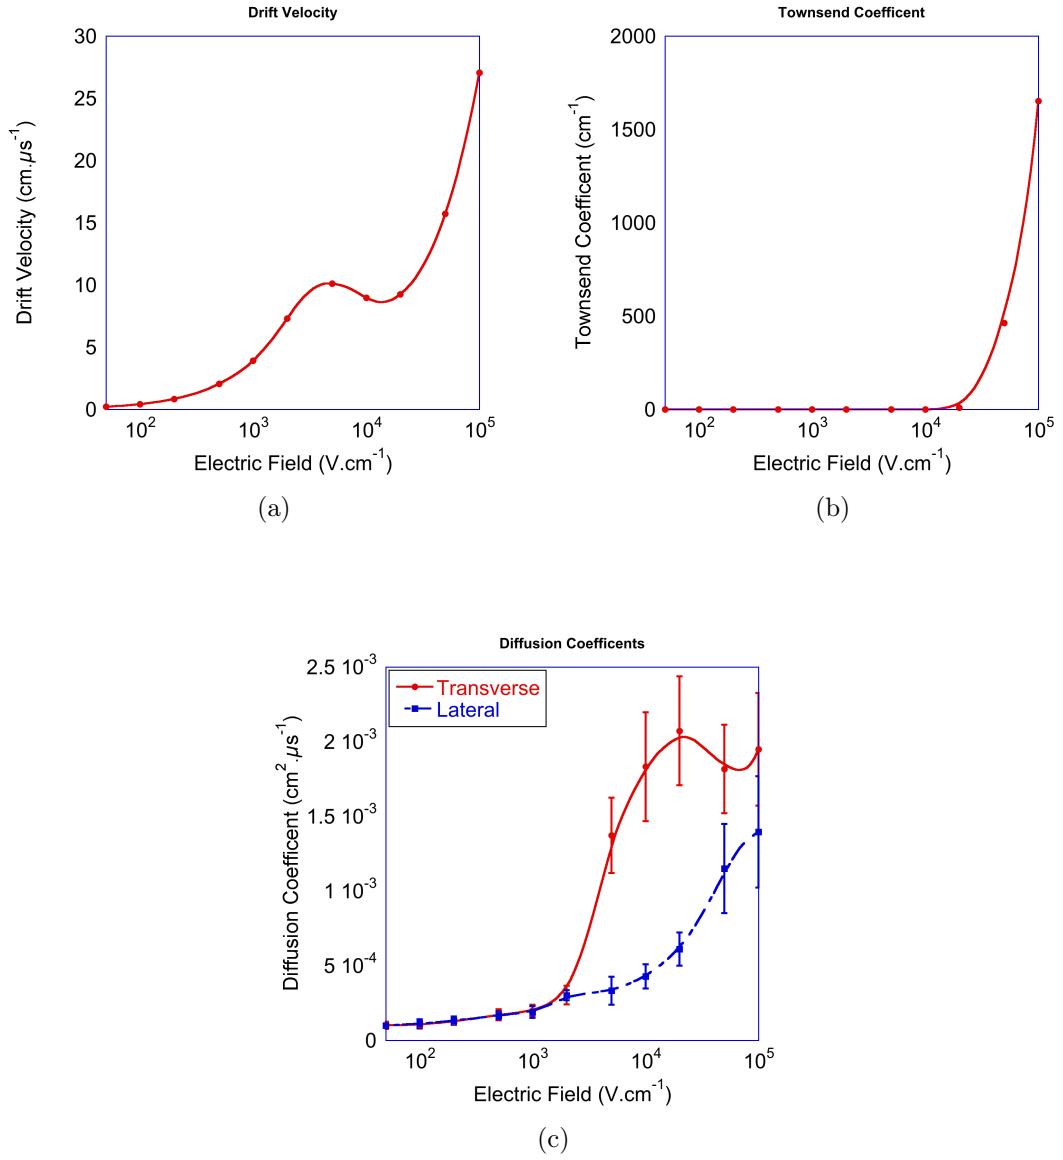 Drift Velocity
30
25
20
15
10
5
0
10^2
10^3
10^4
10^5
Drift Velocity (cm.µs^-1)
Electric Field (V.cm^-1)
(a)
Townsend Coefficent
2000
1500
1000
500
0
10^2
10^3
10^4
10^5
Townsend Coefficent (cm^-1)
Electric Field (V.cm^-1)
(b)
Diffusion Coefficents
2.5 10^-3
2 10^-3
1.5 10^-3
1 10^-3
5 10^-4
0
10^2
10^3
10^4
10^5
Transverse
Lateral
Diffusion Coefficent (cm^2.µs^-1)
Electric Field (V.cm^-1)
(c)